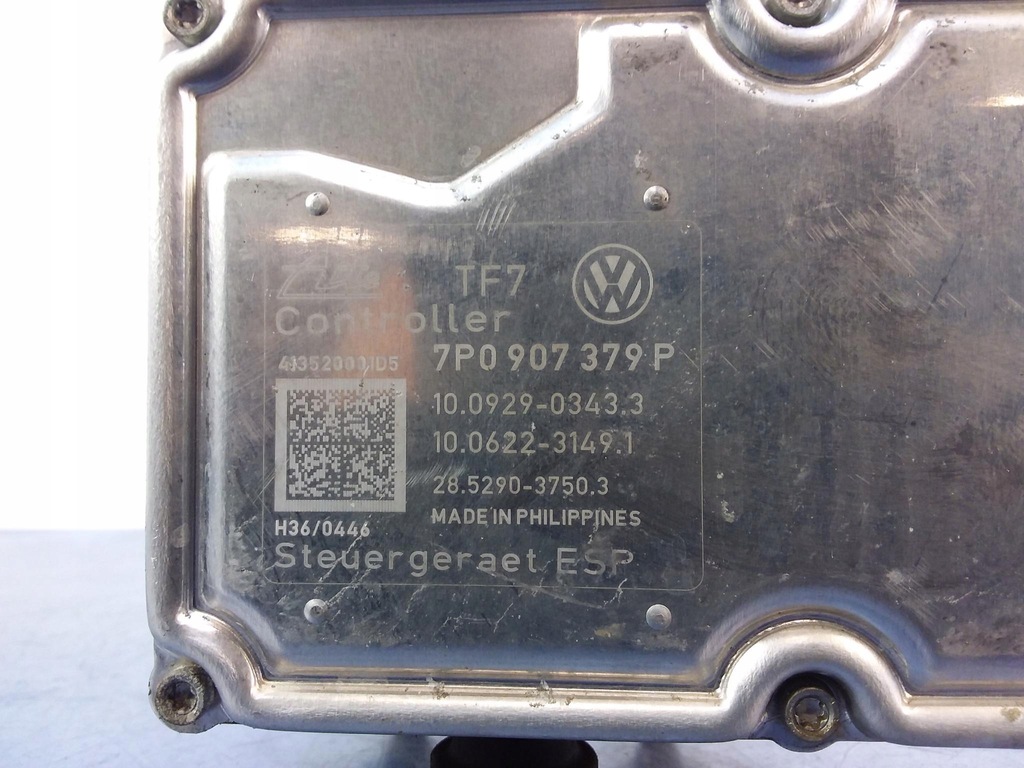 TF7
Controller
7P0 907 379 P
4J3520001D5
10.0929-0343.3
10.0622-3149.1
28.5290-3750.3
MADE IN PHILIPPINES
H36/0446
Steuergeraet ESP